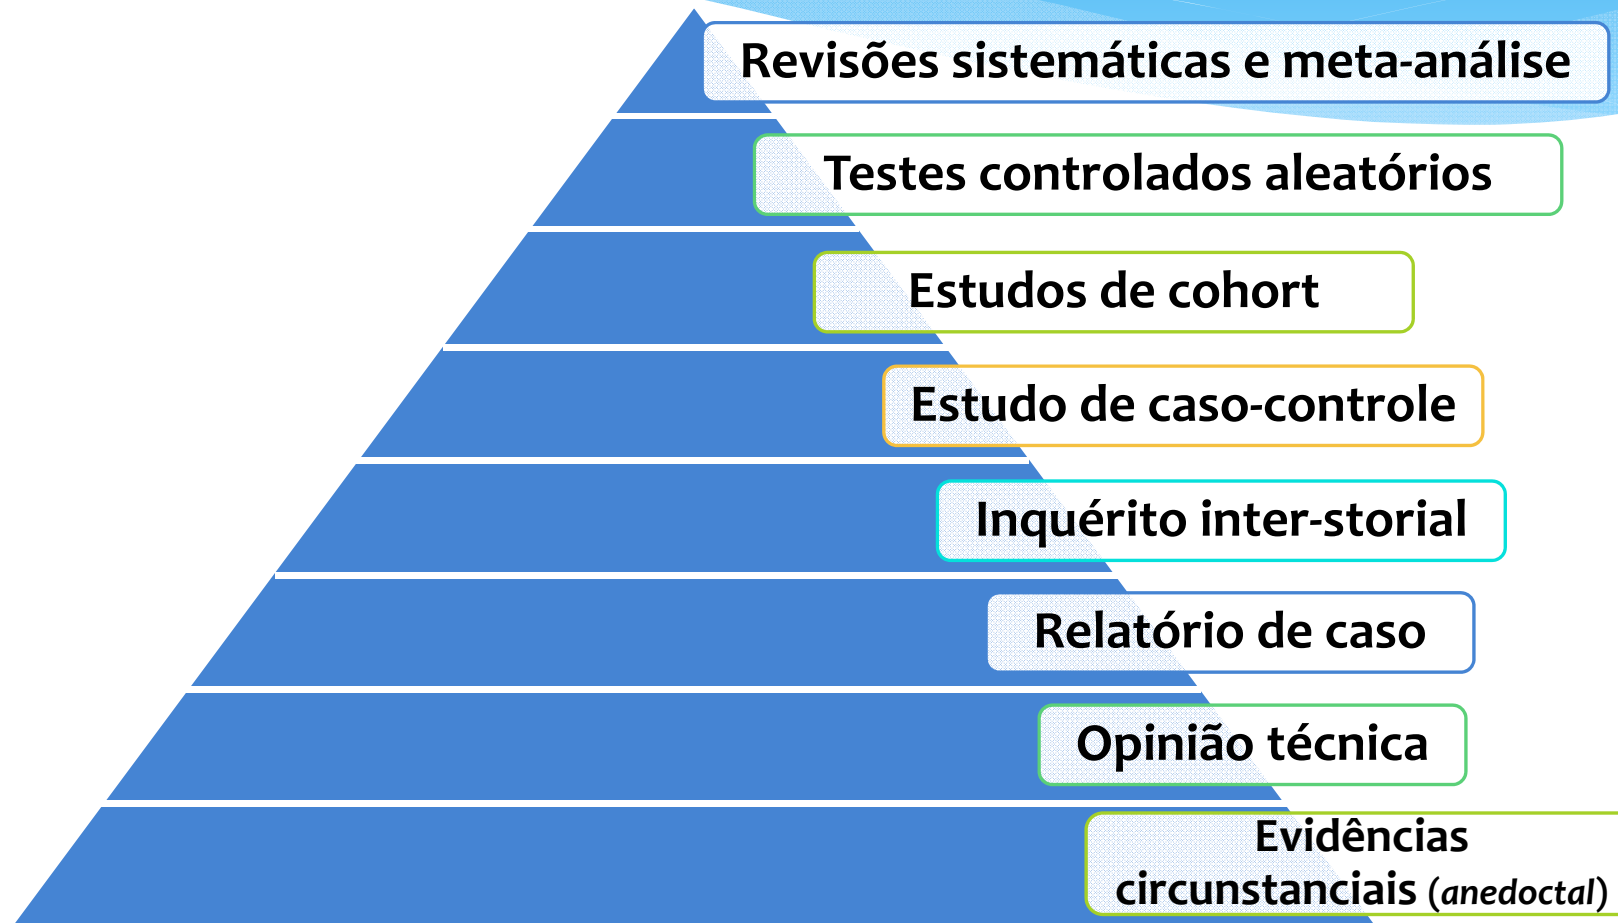 Revisões sistemáticas e meta-análise
Testes controlados aleatórios
Estudos de cohort
Estudo de caso-controle
Inquérito inter-storial
Relatório de caso
Opinião técnica
Evidências
circunstanciais (anedoctal)